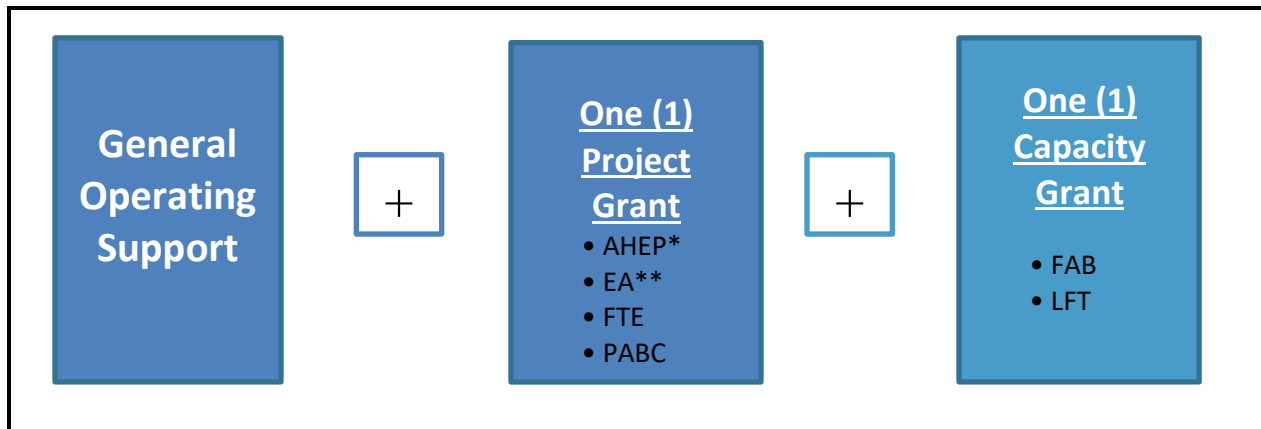 General
Operating
Support
+
One (1)
Project
Grant
• AHEP*
• EA**
• FTE
• PABC
+
One (1)
Capacity
Grant
• FAB
• LFT